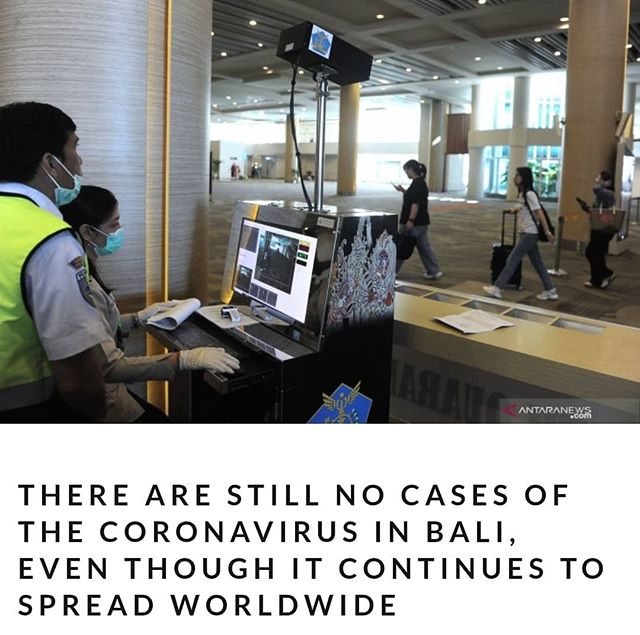 ANTARANEWS
.com
THERE ARE STILL NO CASES OF
THE CORONAVIRUS IN BALI,
EVEN THOUGH IT CONTINUES TO
SPREAD WORLDWIDE